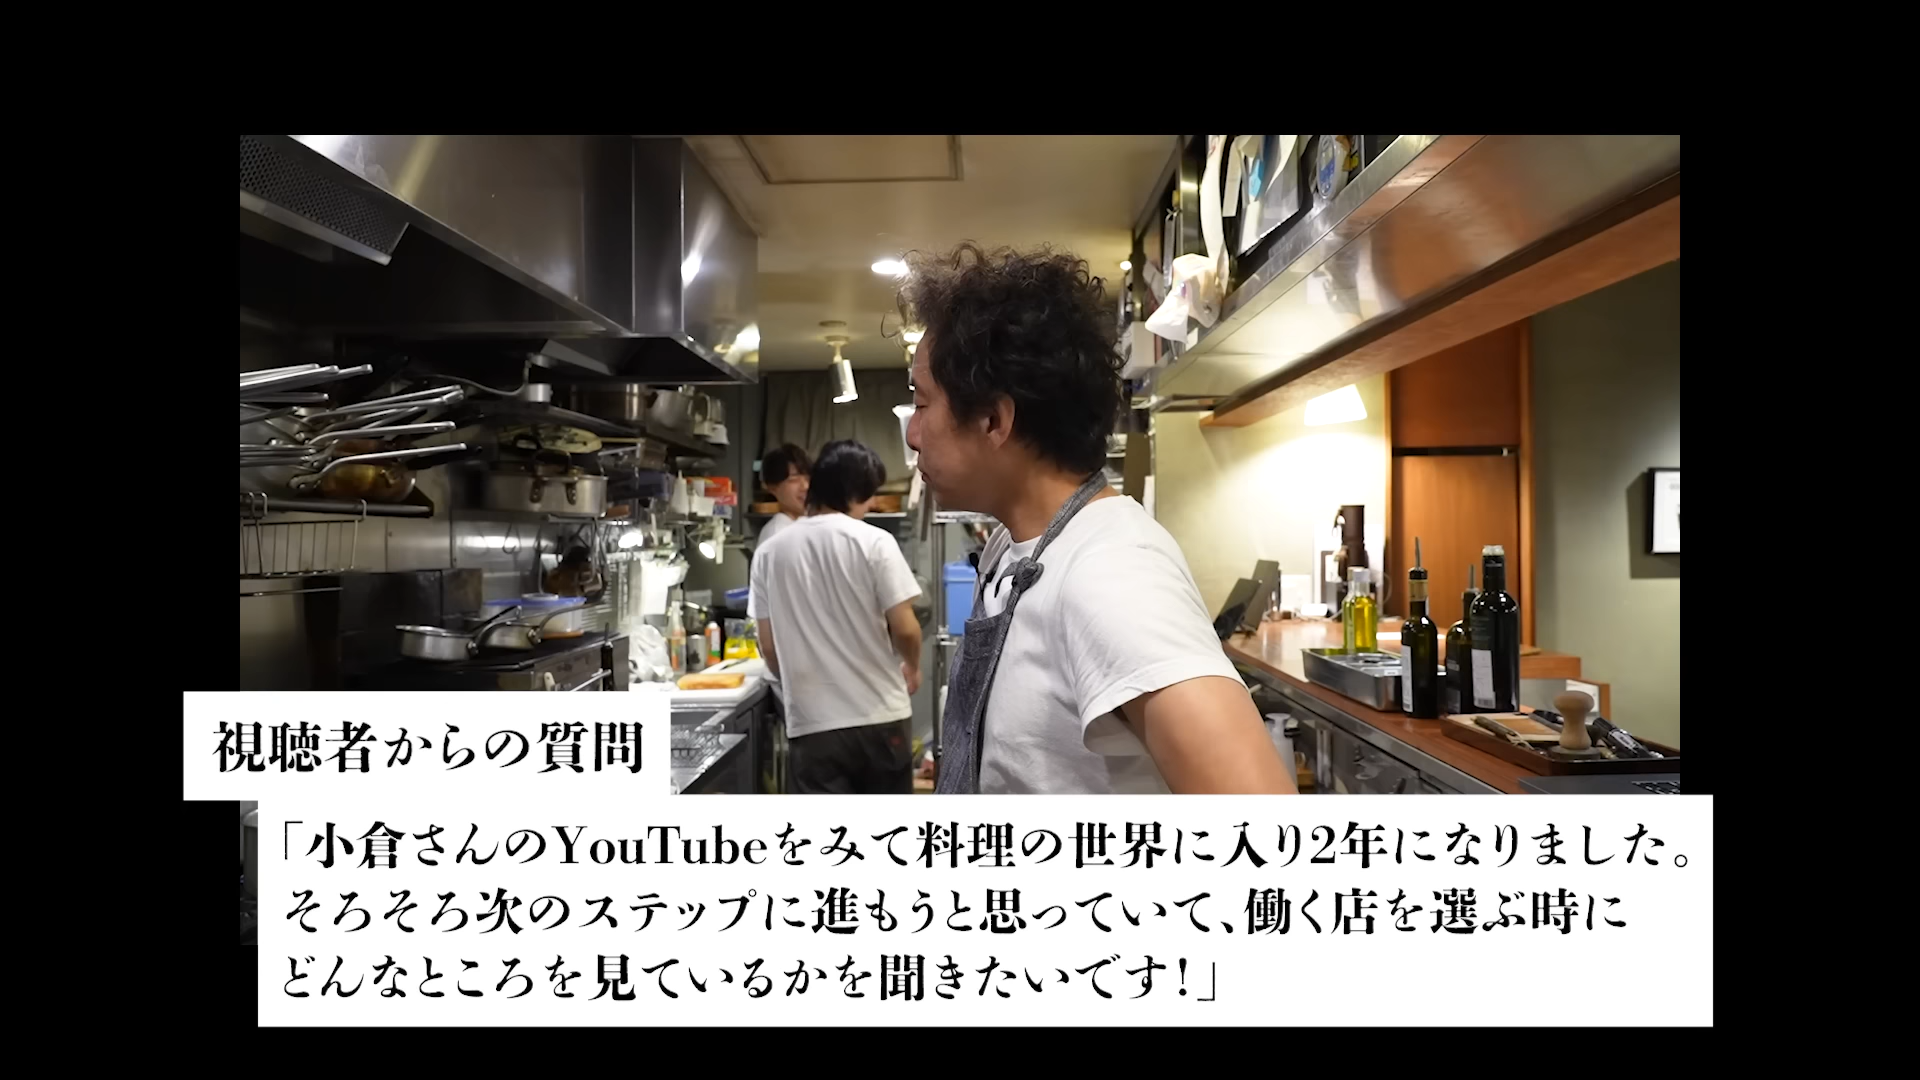 視聴者からの質問
「小倉さんのYouTubeをみて料理の世界に入り2年になりました。
そろそろ次のステップに進もうと思っていて、働く店を選ぶ時に
どんなところを見ているかを聞きたいです!」